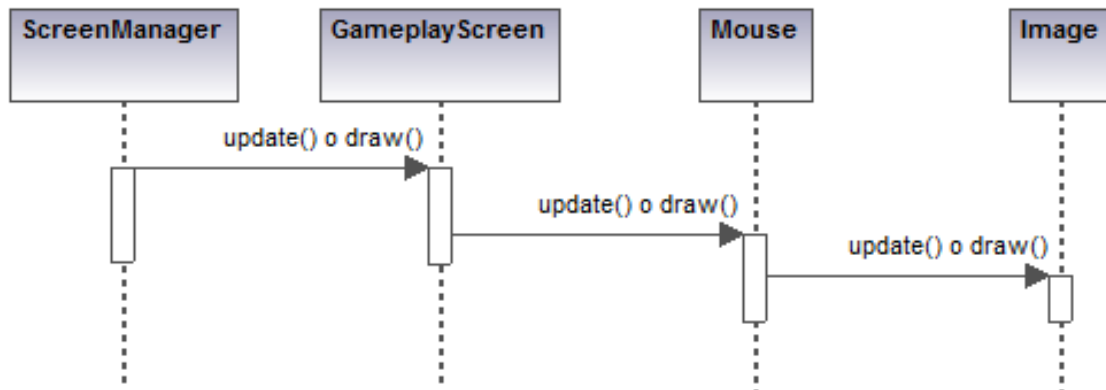 ScreenManager
GameplayScreen
Mouse
Image
update() o draw()
update() o draw()
update() o draw()